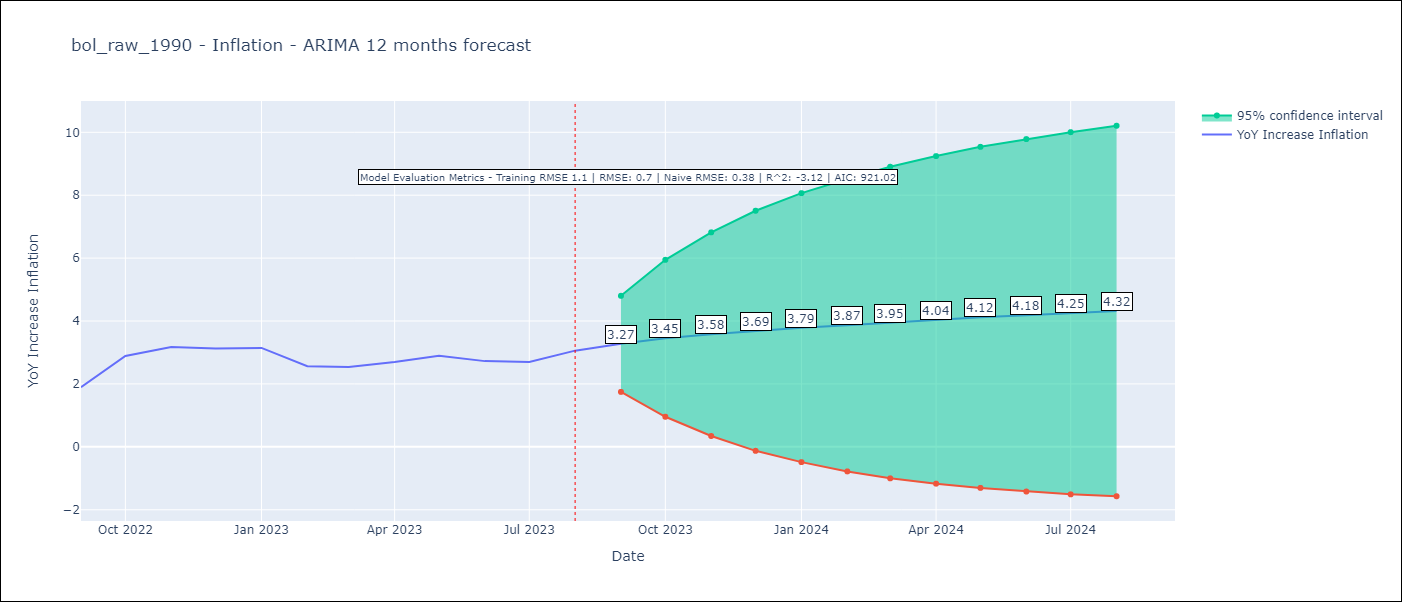 bol_raw_1990 - Inflation - ARIMA 12 months forecast
95% confidence interval
YoY Increase Inflation
Model Evaluation Metrics - Training RMSE 1.1 | RMSE: 0.7 | Naive RMSE: 0.38 | R^2: -3.12 | AIC: 921.02
YoY Increase Inflation
10
8
6
4
2
0
−2
3.27
3.45
3.58
3.69
3.79
3.87
3.95
4.04
4.12
4.18
4.25
4.32
Oct 2022
Jan 2023
Apr 2023
Jul 2023
Oct 2023
Jan 2024
Apr 2024
Jul 2024
Date